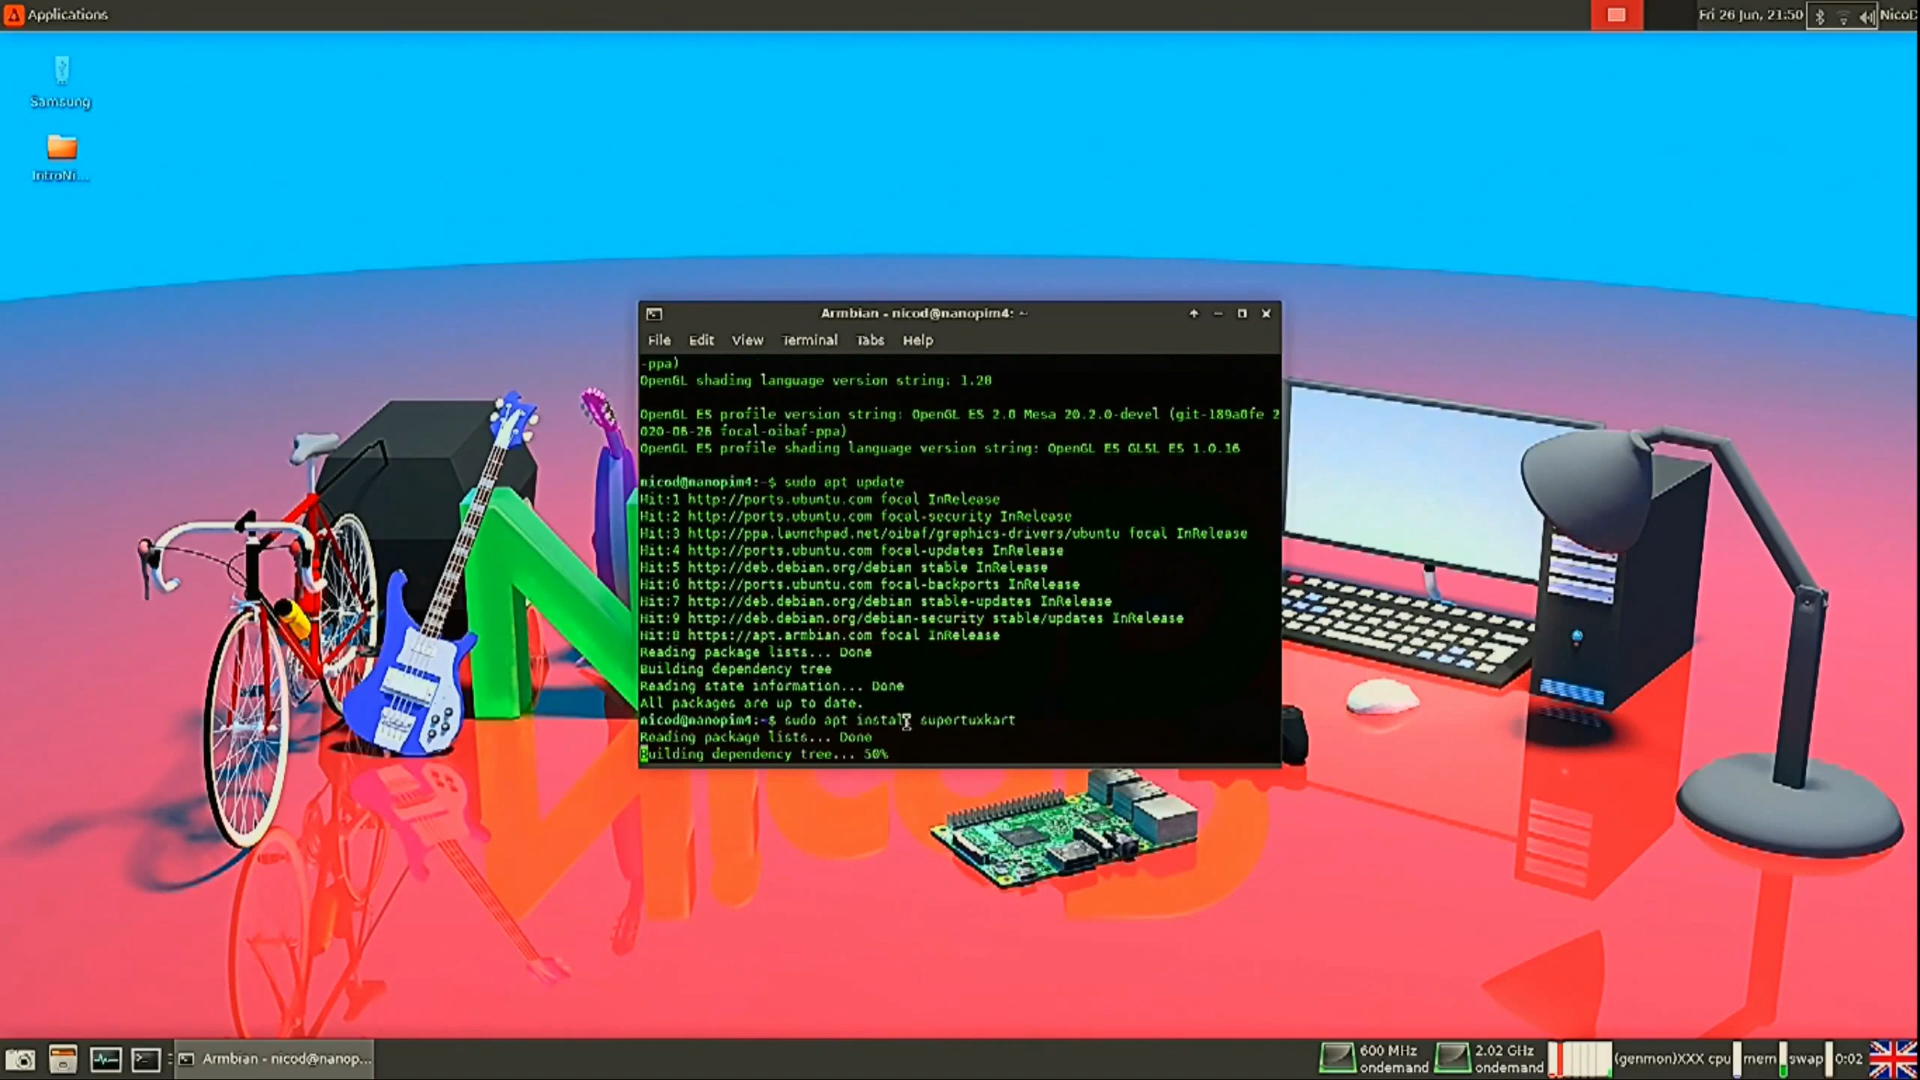 Applications
Fri 26 Jun, 21:50
NicoD
Samsung
IntroNi...
Armbian - nicod@nanopim4: ~
File Edit View Terminal Tabs Help
-ppa)
OpenGL shading language version string: 1.20
OpenGL ES profile version string: OpenGL ES 2.0 Mesa 20.2.0-devel (git-189a0fe 2
020-06-26 focal-oibaf-ppa)
OpenGL ES profile shading language version string: OpenGL ES GLSL ES 1.0.16
nicod@nanopim4:~$ sudo apt update
Hit:1 http://ports.ubuntu.com focal InRelease
Hit:2 http://ports.ubuntu.com focal-security InRelease
Hit:3 http://ppa.launchpad.net/oibaf/graphics-drivers/ubuntu focal InRelease
Hit:4 http://ports.ubuntu.com focal-updates InRelease
Hit:5 http://deb.debian.org/debian stable InRelease
Hit:6 http://ports.ubuntu.com focal-backports InRelease
Hit:7 http://deb.debian.org/debian stable-updates InRelease
Hit:9 http://deb.debian.org/debian-security stable/updates InRelease
Hit:8 https://apt.armbian.com focal InRelease
Reading package lists... Done
Building dependency tree
Reading state information... Done
All packages are up to date.
nicod@nanopim4:~$ sudo apt install supertuxkart
Reading package lists... Done
Building dependency tree... 50%
Armbian - nicod@nanop...
600 MHz
ondemand
2.02 GHz
ondemand
(genmon)XXX cpu mem swap 0:02